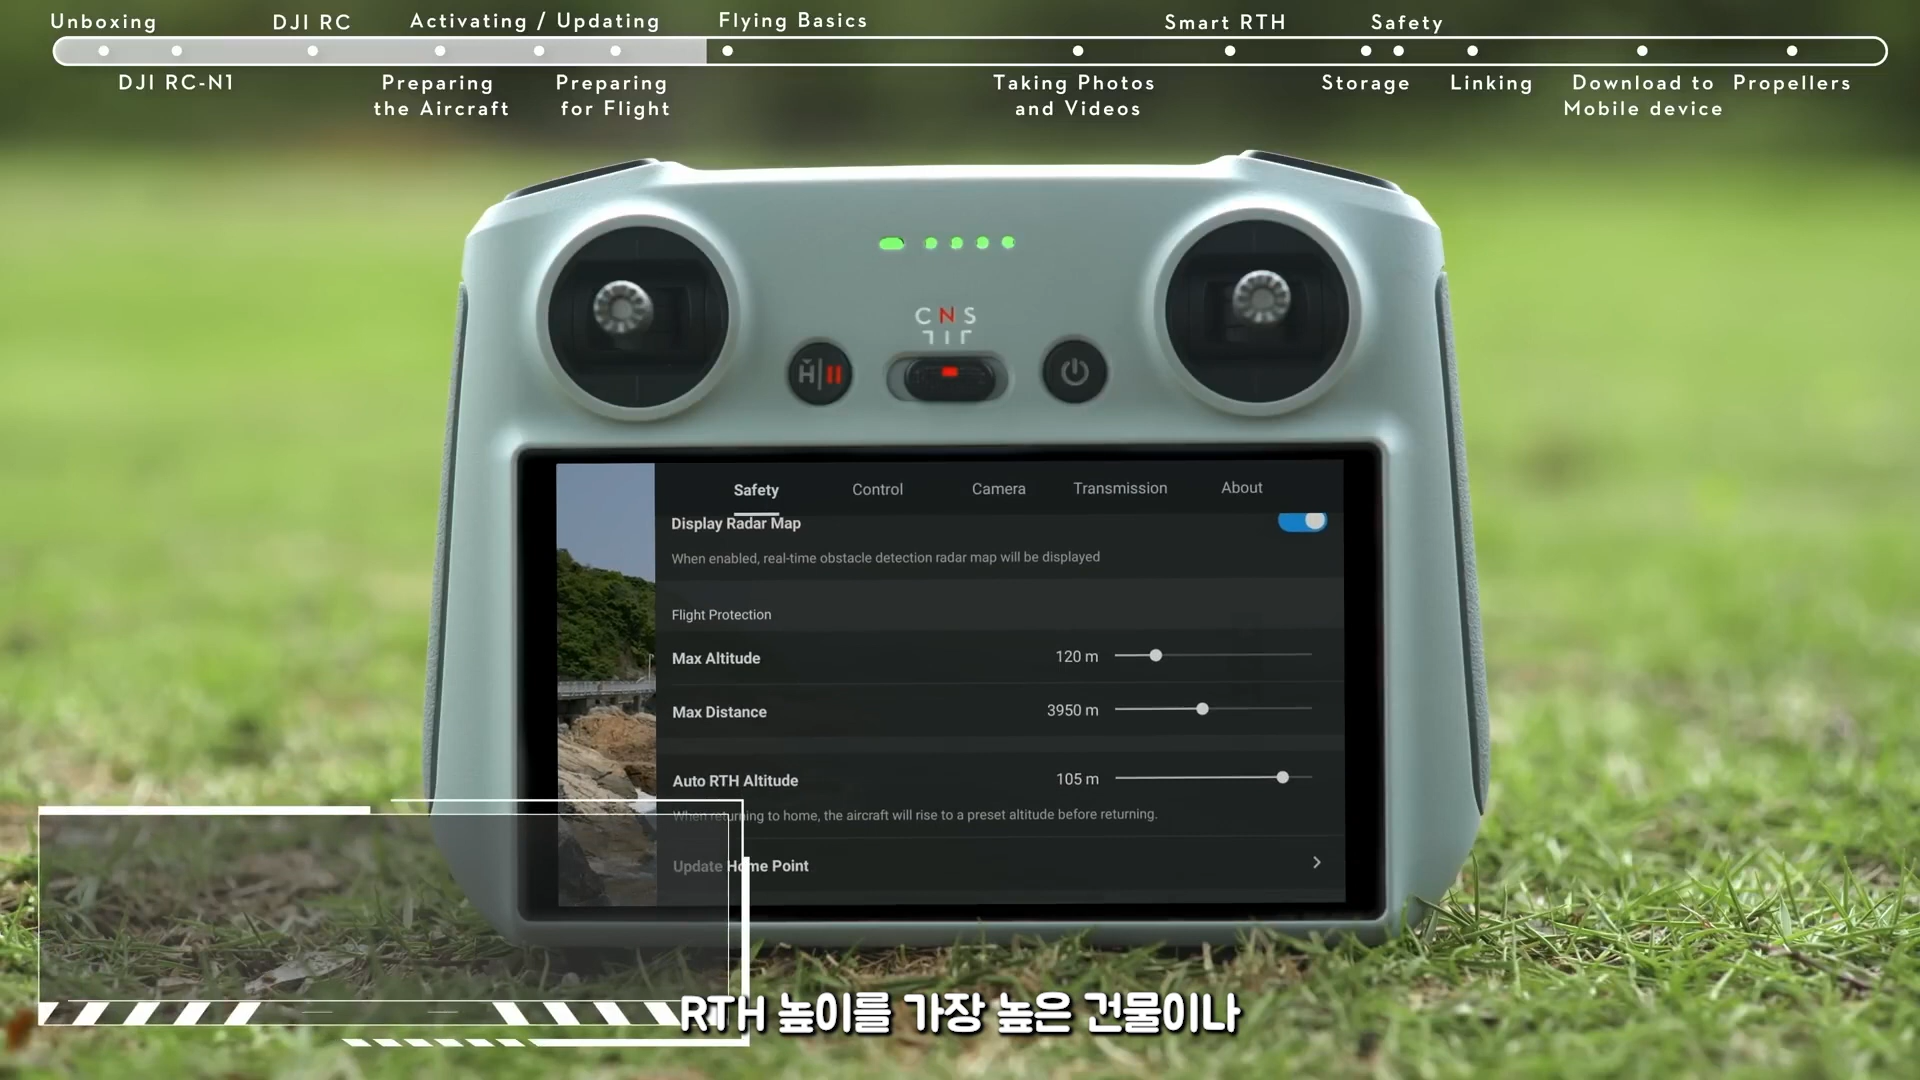 Unboxing
DJI RC
Activating / Updating
Flying Basics
Smart RTH
Safety
DJI RC-N1
Preparing
the Aircraft
Preparing
for Flight
Taking Photos
and Videos
Storage
Linking
Download to
Mobile device
Propellers
C N S
H
Safety
Control
Camera
Transmission
About
Display Radar Map
When enabled, real-time obstacle detection radar map will be displayed
Flight Protection
Max Altitude
120 m
Max Distance
3950 m
Auto RTH Altitude
105 m
When returning to home, the aircraft will rise to a preset altitude before returning.
Update Home Point
RTH 높이를 가장 높은 건물이나